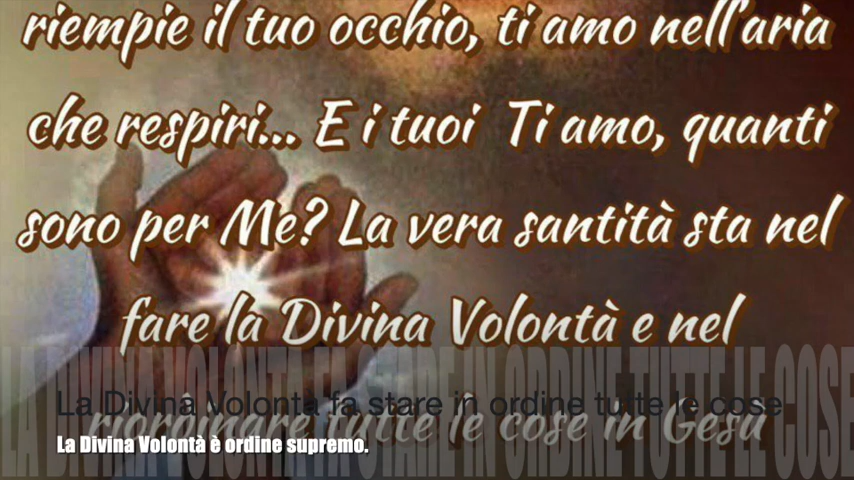 riempie il tuo occhio, ti amo nell'aria
che respiri... E i tuoi Ti amo, quanti
sono per Me? La vera santità sta nel
fare la Divina Volontà e nel
LA DIVINA VOLONTÀ FA STARE IN ORDINE TUTTE LE COSE
La Divina Volontà fa stare in ordine tutte le cose
riordinare tutte le cose in Gesù
La Divina Volontà è ordine supremo.